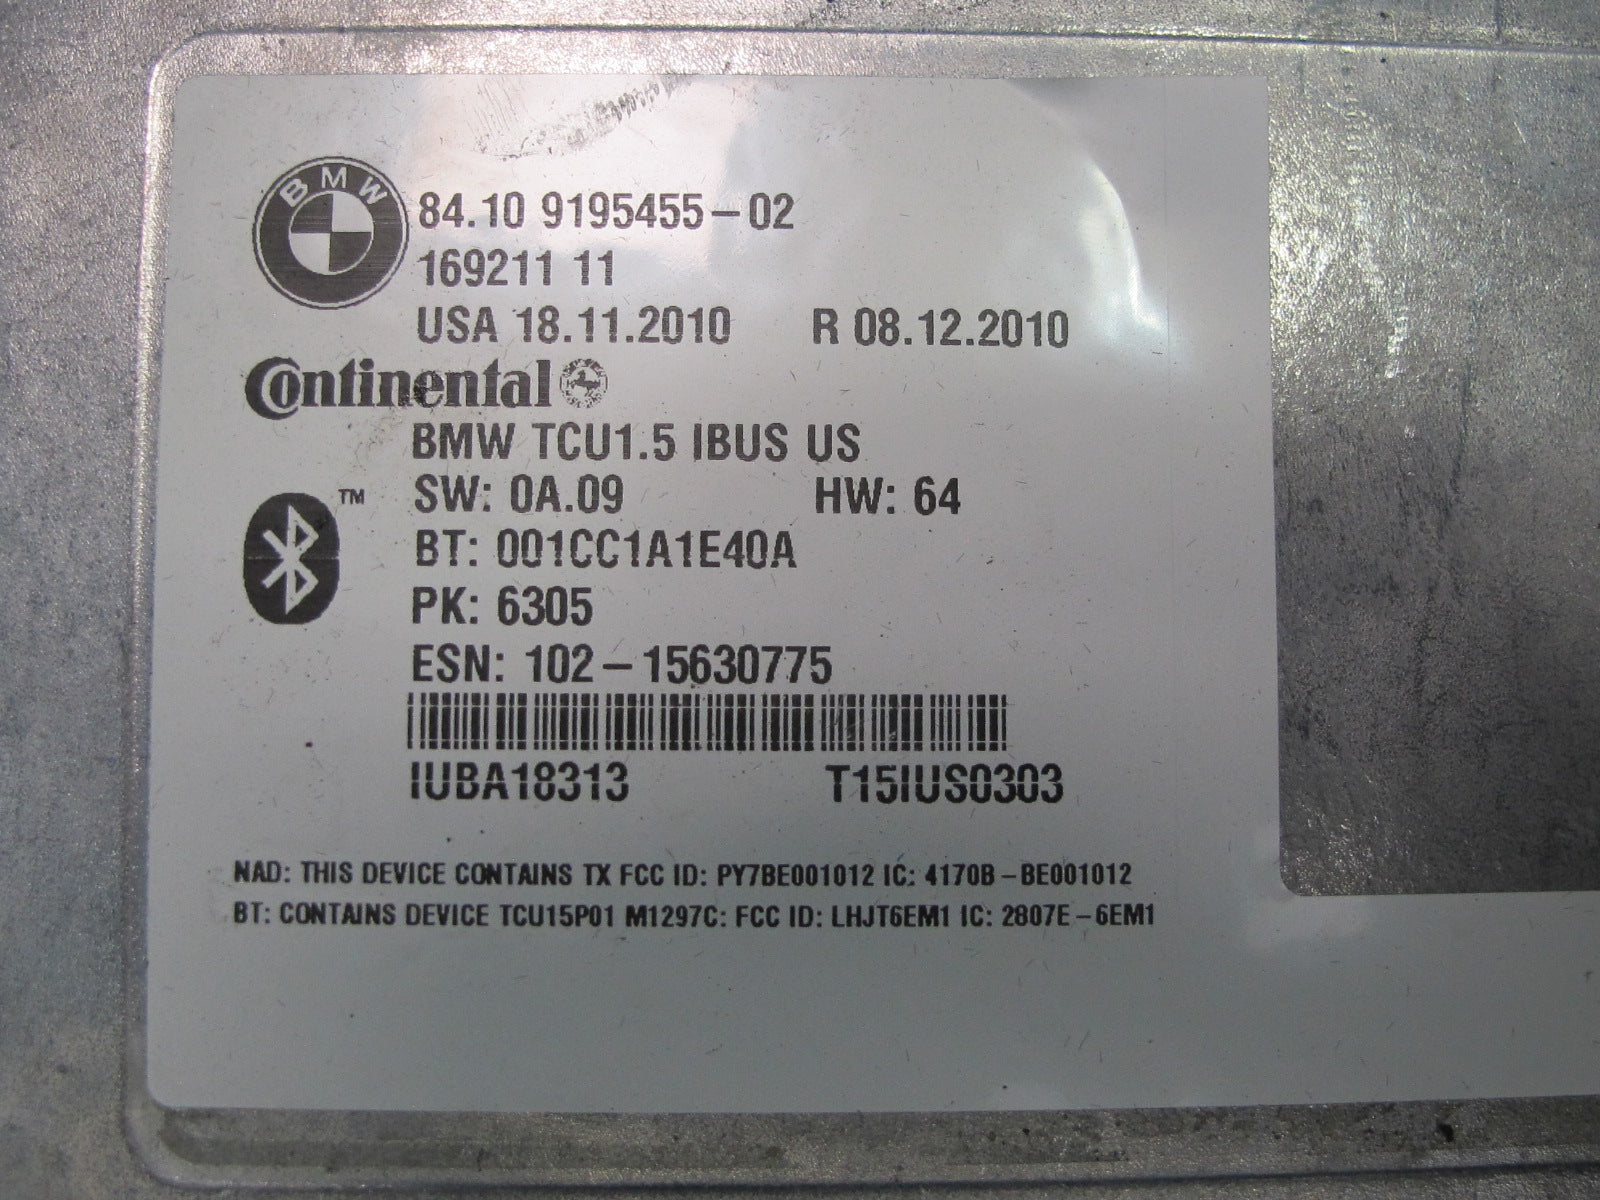 BMW
84.10 9195455-02
169211 11
USA 18.11.2010 R 08.12.2010
Continental
BMW TCU1.5 IBUS US
TM
SW: 0A.09 HW: 64
BT: 001CC1A1E40A
PK: 6305
ESN: 102-15630775
IUBA18313 T15IUS0303
NAD: THIS DEVICE CONTAINS TX FCC ID: PY7BE001012 IC: 4170B-BE001012
BT: CONTAINS DEVICE TCU15P01 M1297C: FCC ID: LHJT6EM1 IC: 2807E-6EM1